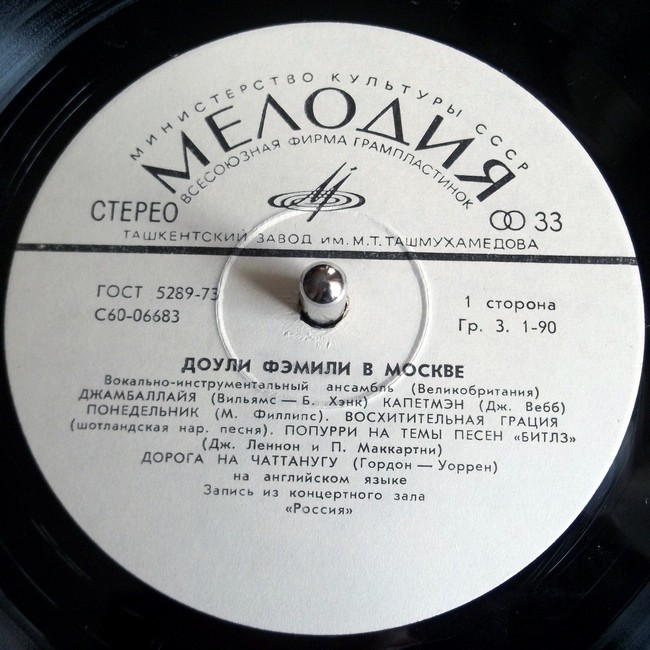 МИНИСТЕРСТВО КУЛЬТУРЫ СССР
МЕЛОДИЯ
ВСЕСОЮЗНАЯ ФИРМА ГРАМПЛАСТИНОК
СТЕРЕО
33
ТАШКЕНТСКИЙ ЗАВОД ИМ. М.Т. ТАШМУХАМЕДОВА
ГОСТ 5289-73
С60-06683
1 сторона
Гр. 3. 1-90
ДОУЛИ ФЭМИЛИ В МОСКВЕ
Вокально-инструментальный ансамбль (Великобритания)
ДЖАМБАЛЛАЙЯ (Вильямс — Б. Хэнк) КАПЕТМЭН (Дж. Вебб)
ПОНЕДЕЛЬНИК (М. Филлипс). ВОСХИТИТЕЛЬНАЯ ГРАЦИЯ
(шотландская нар. песня). ПОПУРРИ НА ТЕМЫ ПЕСЕН «БИТЛЗ»
(Дж. Леннон и П. Маккартни)
ДОРОГА НА ЧАТТАНУГУ (Гордон — Уоррен)
на английском языке
Запись из концертного зала
«Россия»